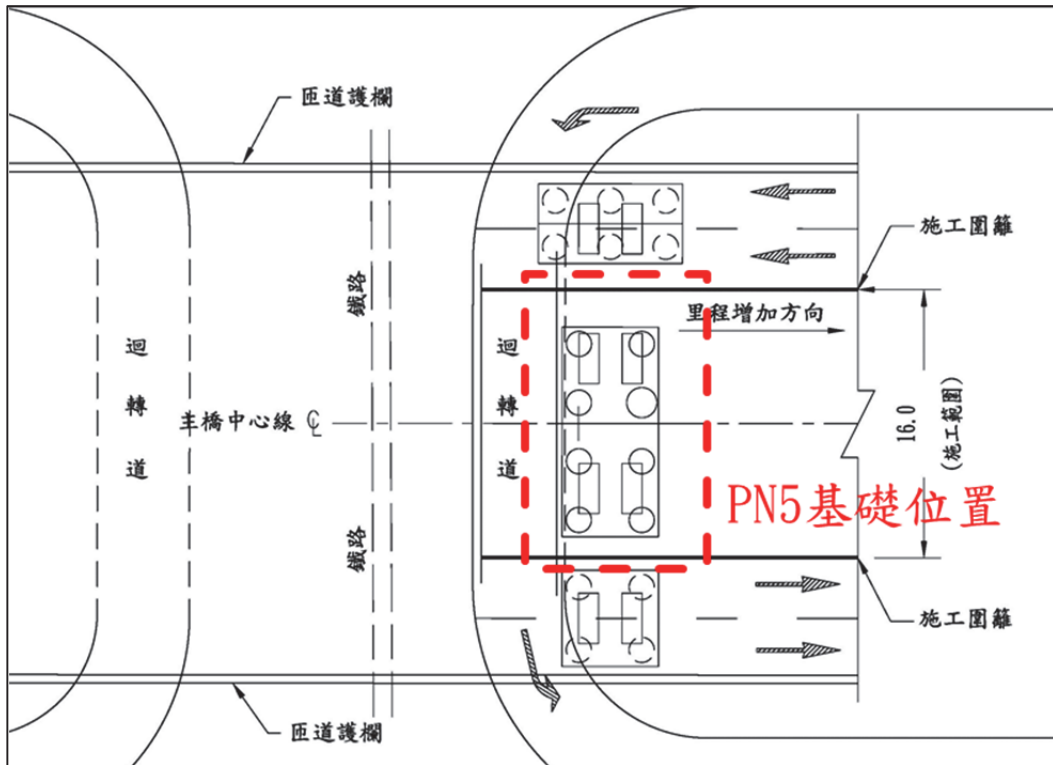 匝道護欄
施工圍籬
鐵路
里程增加方向
迴轉道
迴轉道
主橋中心線 ℄
16.0
(施工範圍)
PN5基礎位置
鐵路
施工圍籬
匝道護欄